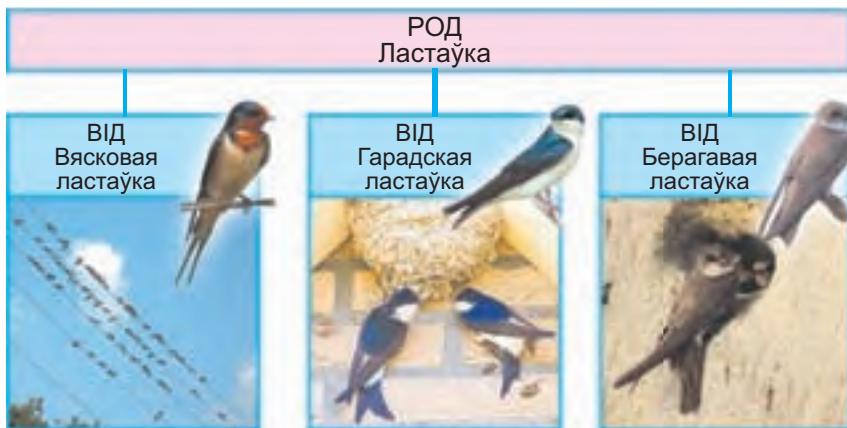 РОД
Ластаўка
ВІД
Вясковая
ластаўка
ВІД
Гарадская
ластаўка
ВІД
Берагавая
ластаўка